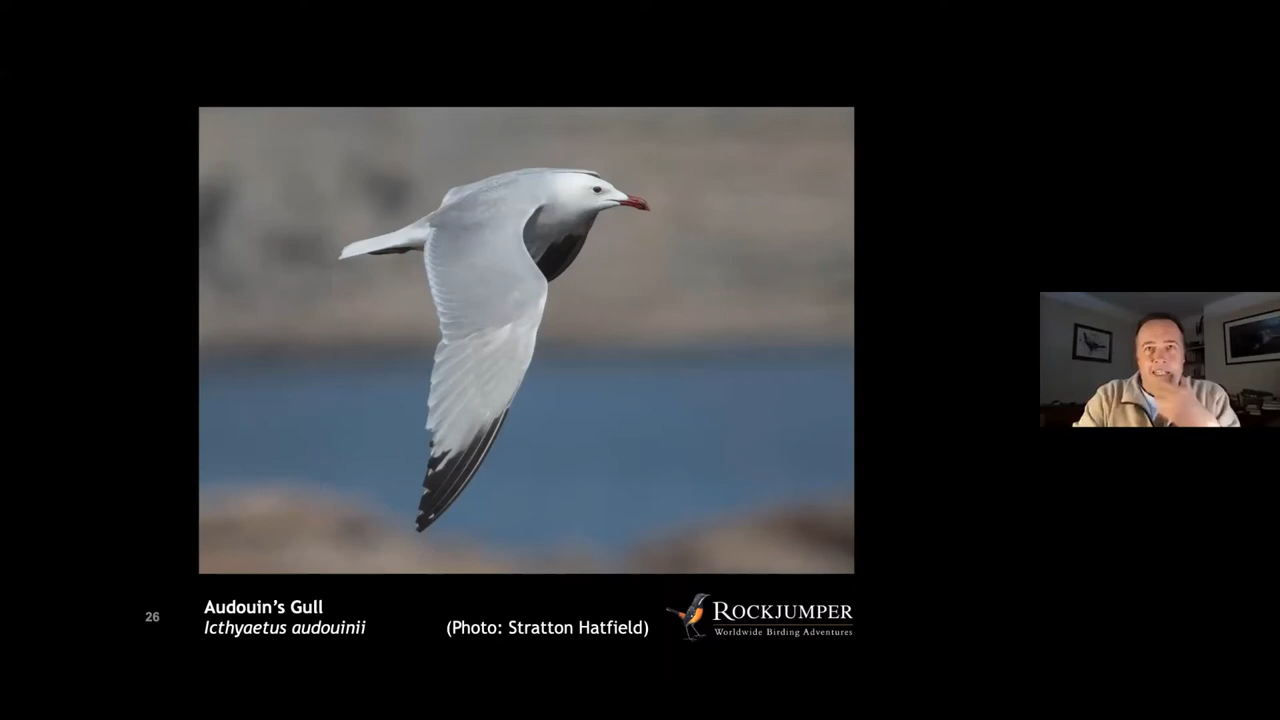 26
Audouin's Gull
Icthyaetus audouinii
(Photo: Stratton Hatfield)
ROCKJUMPER
Worldwide Birding Adventures